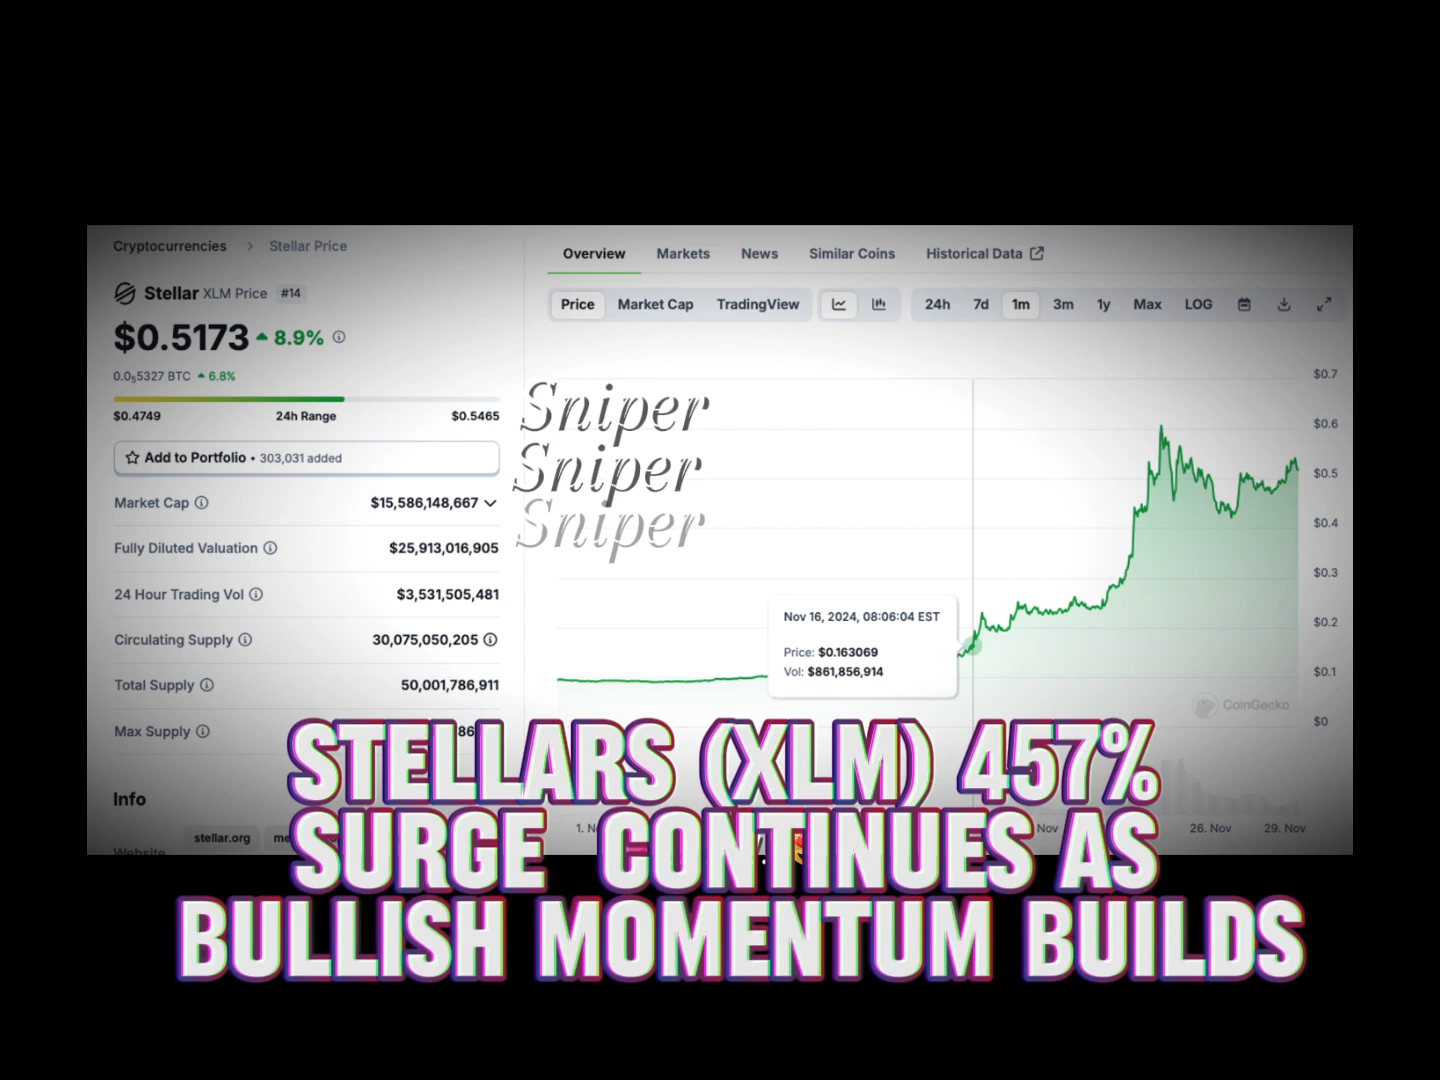 Cryptocurrencies > Stellar Price
Stellar XLM Price #14
$0.5173 8.9%
0.0₅5327 BTC 6.8%
$0.4749 24h Range $0.5465
Add to Portfolio • 303,031 added
Market Cap $15,586,148,667
Fully Diluted Valuation $25,913,016,905
24 Hour Trading Vol $3,531,505,481
Circulating Supply 30,075,050,205
Total Supply 50,001,786,911
Max Supply
Info
Website stellar.org
Overview Markets News Similar Coins Historical Data
Price Market Cap TradingView 24h 7d 1m 3m 1y Max LOG
$0.7
$0.6
$0.5
$0.4
$0.3
$0.2
$0.1
$0
Sniper
Sniper
Sniper
Nov 16, 2024, 08:06:04 EST
Price: $0.163069
Vol: $861,856,914
CoinGecko
Nov 26. Nov 29. Nov
STELLARS (XLM) 457%
SURGE CONTINUES AS
BULLISH MOMENTUM BUILDS